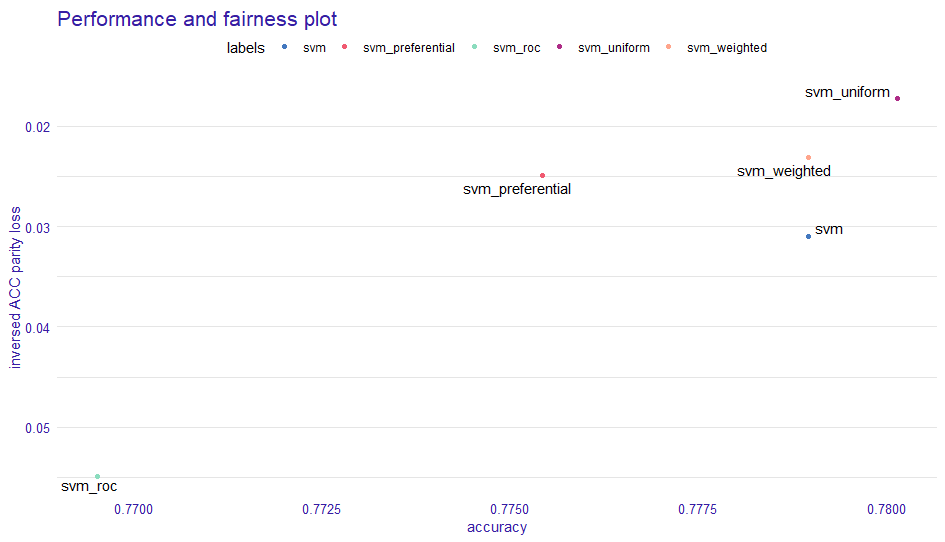 Performance and fairness plot
labels svm svm_preferential svm_roc svm_uniform svm_weighted
svm_uniform
0.02
svm_weighted
svm_preferential
svm
0.03
inversed ACC parity loss
0.04
0.05
svm_roc
0.7700 0.7725 0.7750 0.7775 0.7800
accuracy